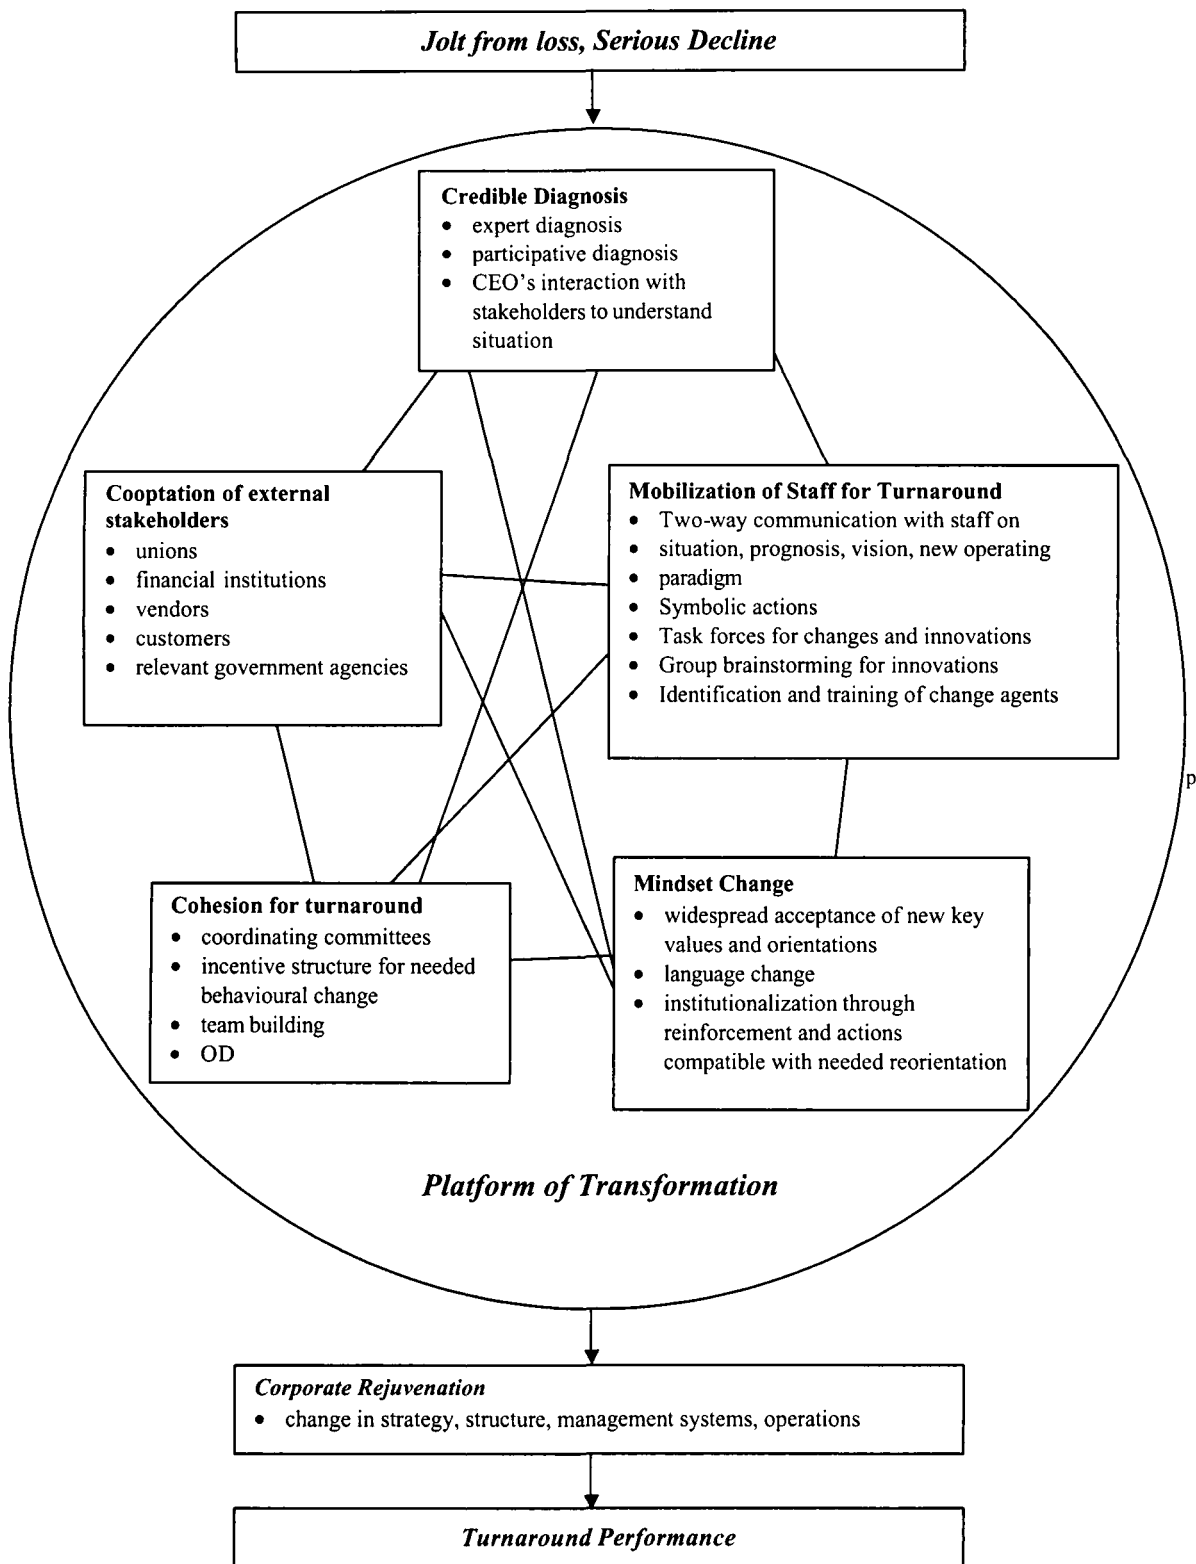 Jolt from loss, Serious Decline
Credible Diagnosis
• expert diagnosis
• participative diagnosis
• CEO's interaction with
stakeholders to understand
situation
Cooptation of external
stakeholders
• unions
• financial institutions
• vendors
• customers
• relevant government agencies
Mobilization of Staff for Turnaround
• Two-way communication with staff on
• situation, prognosis, vision, new operating
• paradigm
• Symbolic actions
• Task forces for changes and innovations
• Group brainstorming for innovations
• Identification and training of change agents
p
Cohesion for turnaround
• coordinating committees
• incentive structure for needed
behavioural change
• team building
• OD
Mindset Change
• widespread acceptance of new key
values and orientations
• language change
• institutionalization through
reinforcement and actions
compatible with needed reorientation
Platform of Transformation
Corporate Rejuvenation
• change in strategy, structure, management systems, operations
Turnaround Performance